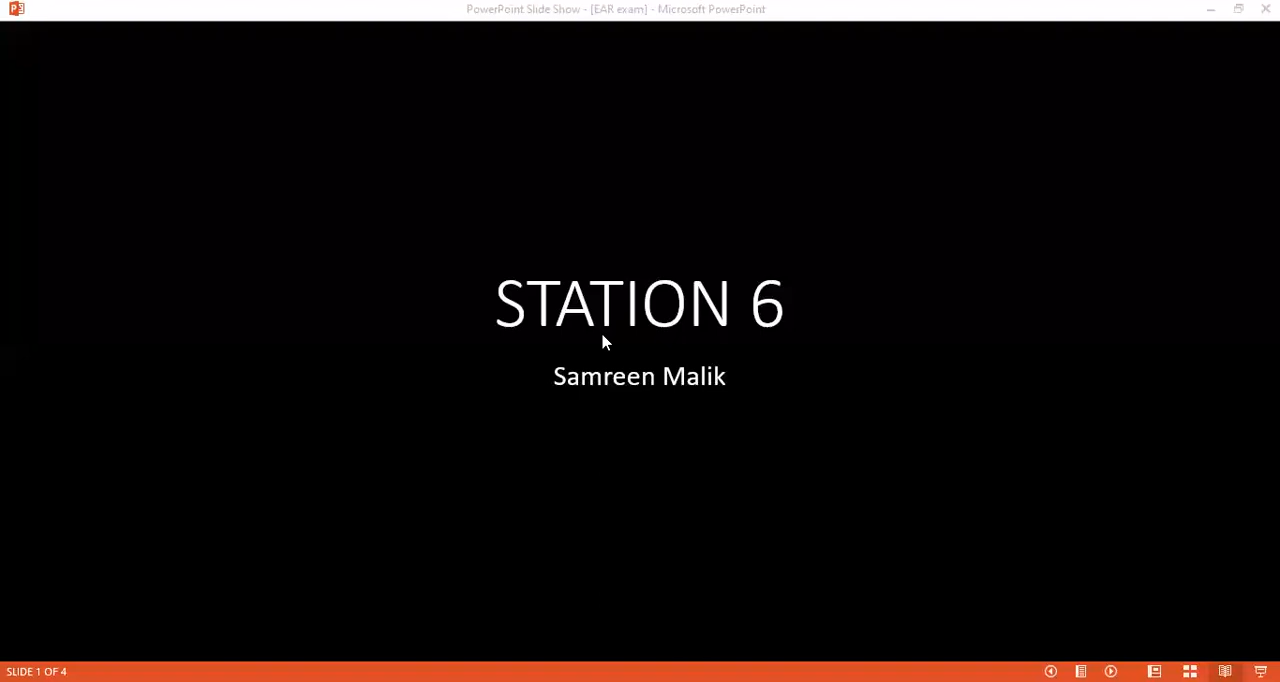 PowerPoint Slide Show - [EAR exam] - Microsoft PowerPoint
STATION 6
Samreen Malik
SLIDE 1 OF 4